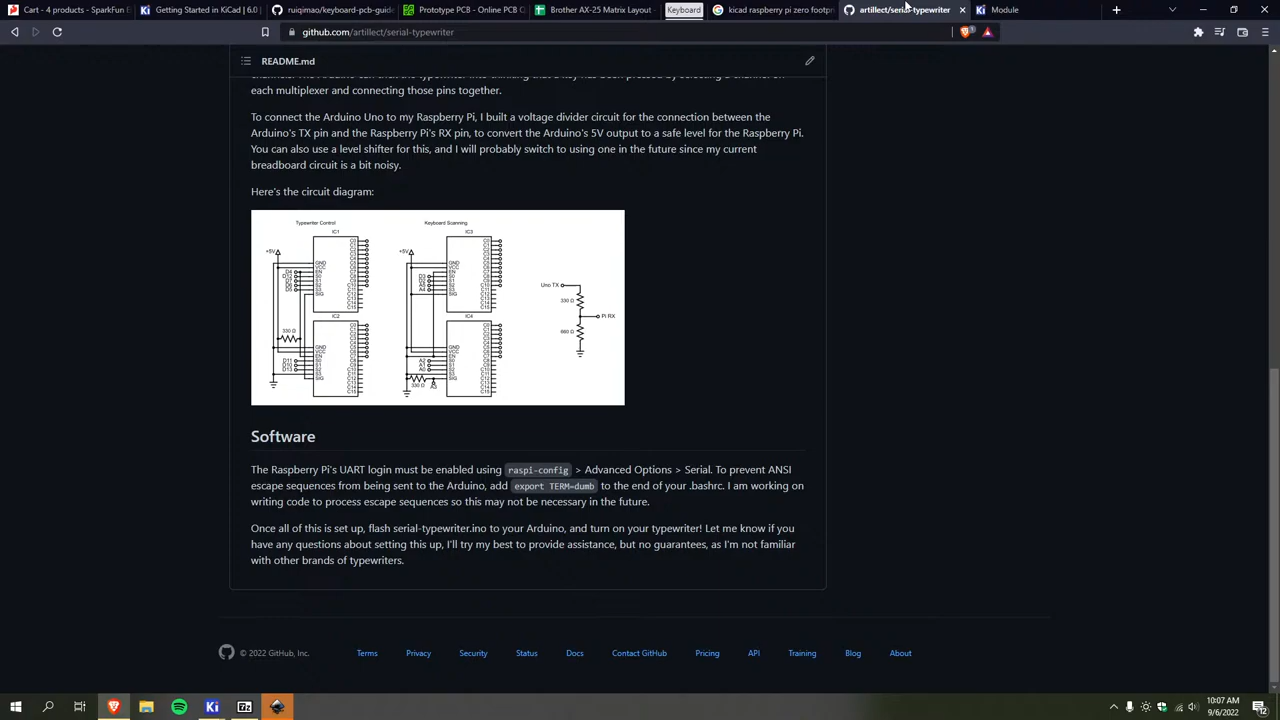 Cart - 4 products - SparkFun E
Getting Started in KiCad | 6.0 |
ruiqimao/keyboard-pcb-guide
Prototype PCB - Online PCB C
Brother AX-25 Matrix Layout -
Keyboard
kicad raspberry pi zero footpr
artillect/serial-typewriter
Module
github.com/artillect/serial-typewriter
README.md
each multiplexer and connecting those pins together.
To connect the Arduino Uno to my Raspberry Pi, I built a voltage divider circuit for the connection between the
Arduino's TX pin and the Raspberry Pi's RX pin, to convert the Arduino's 5V output to a safe level for the Raspberry Pi.
You can also use a level shifter for this, and I will probably switch to using one in the future since my current
breadboard circuit is a bit noisy.
Here's the circuit diagram:
Typewriter Control
Keyboard Scanning
IC1
IC3
+5V
+5V
Uno TX
330 Ω
Pi RX
660 Ω
IC2
IC4
330 Ω
330 Ω
Software
The Raspberry Pi's UART login must be enabled using raspi-config > Advanced Options > Serial. To prevent ANSI
escape sequences from being sent to the Arduino, add export TERM=dumb to the end of your .bashrc. I am working on
writing code to process escape sequences so this may not be necessary in the future.
Once all of this is set up, flash serial-typewriter.ino to your Arduino, and turn on your typewriter! Let me know if you
have any questions about setting this up, I'll try my best to provide assistance, but no guarantees, as I'm not familiar
with other brands of typewriters.
© 2022 GitHub, Inc.
Terms
Privacy
Security
Status
Docs
Contact GitHub
Pricing
API
Training
Blog
About
10:07 AM
9/6/2022